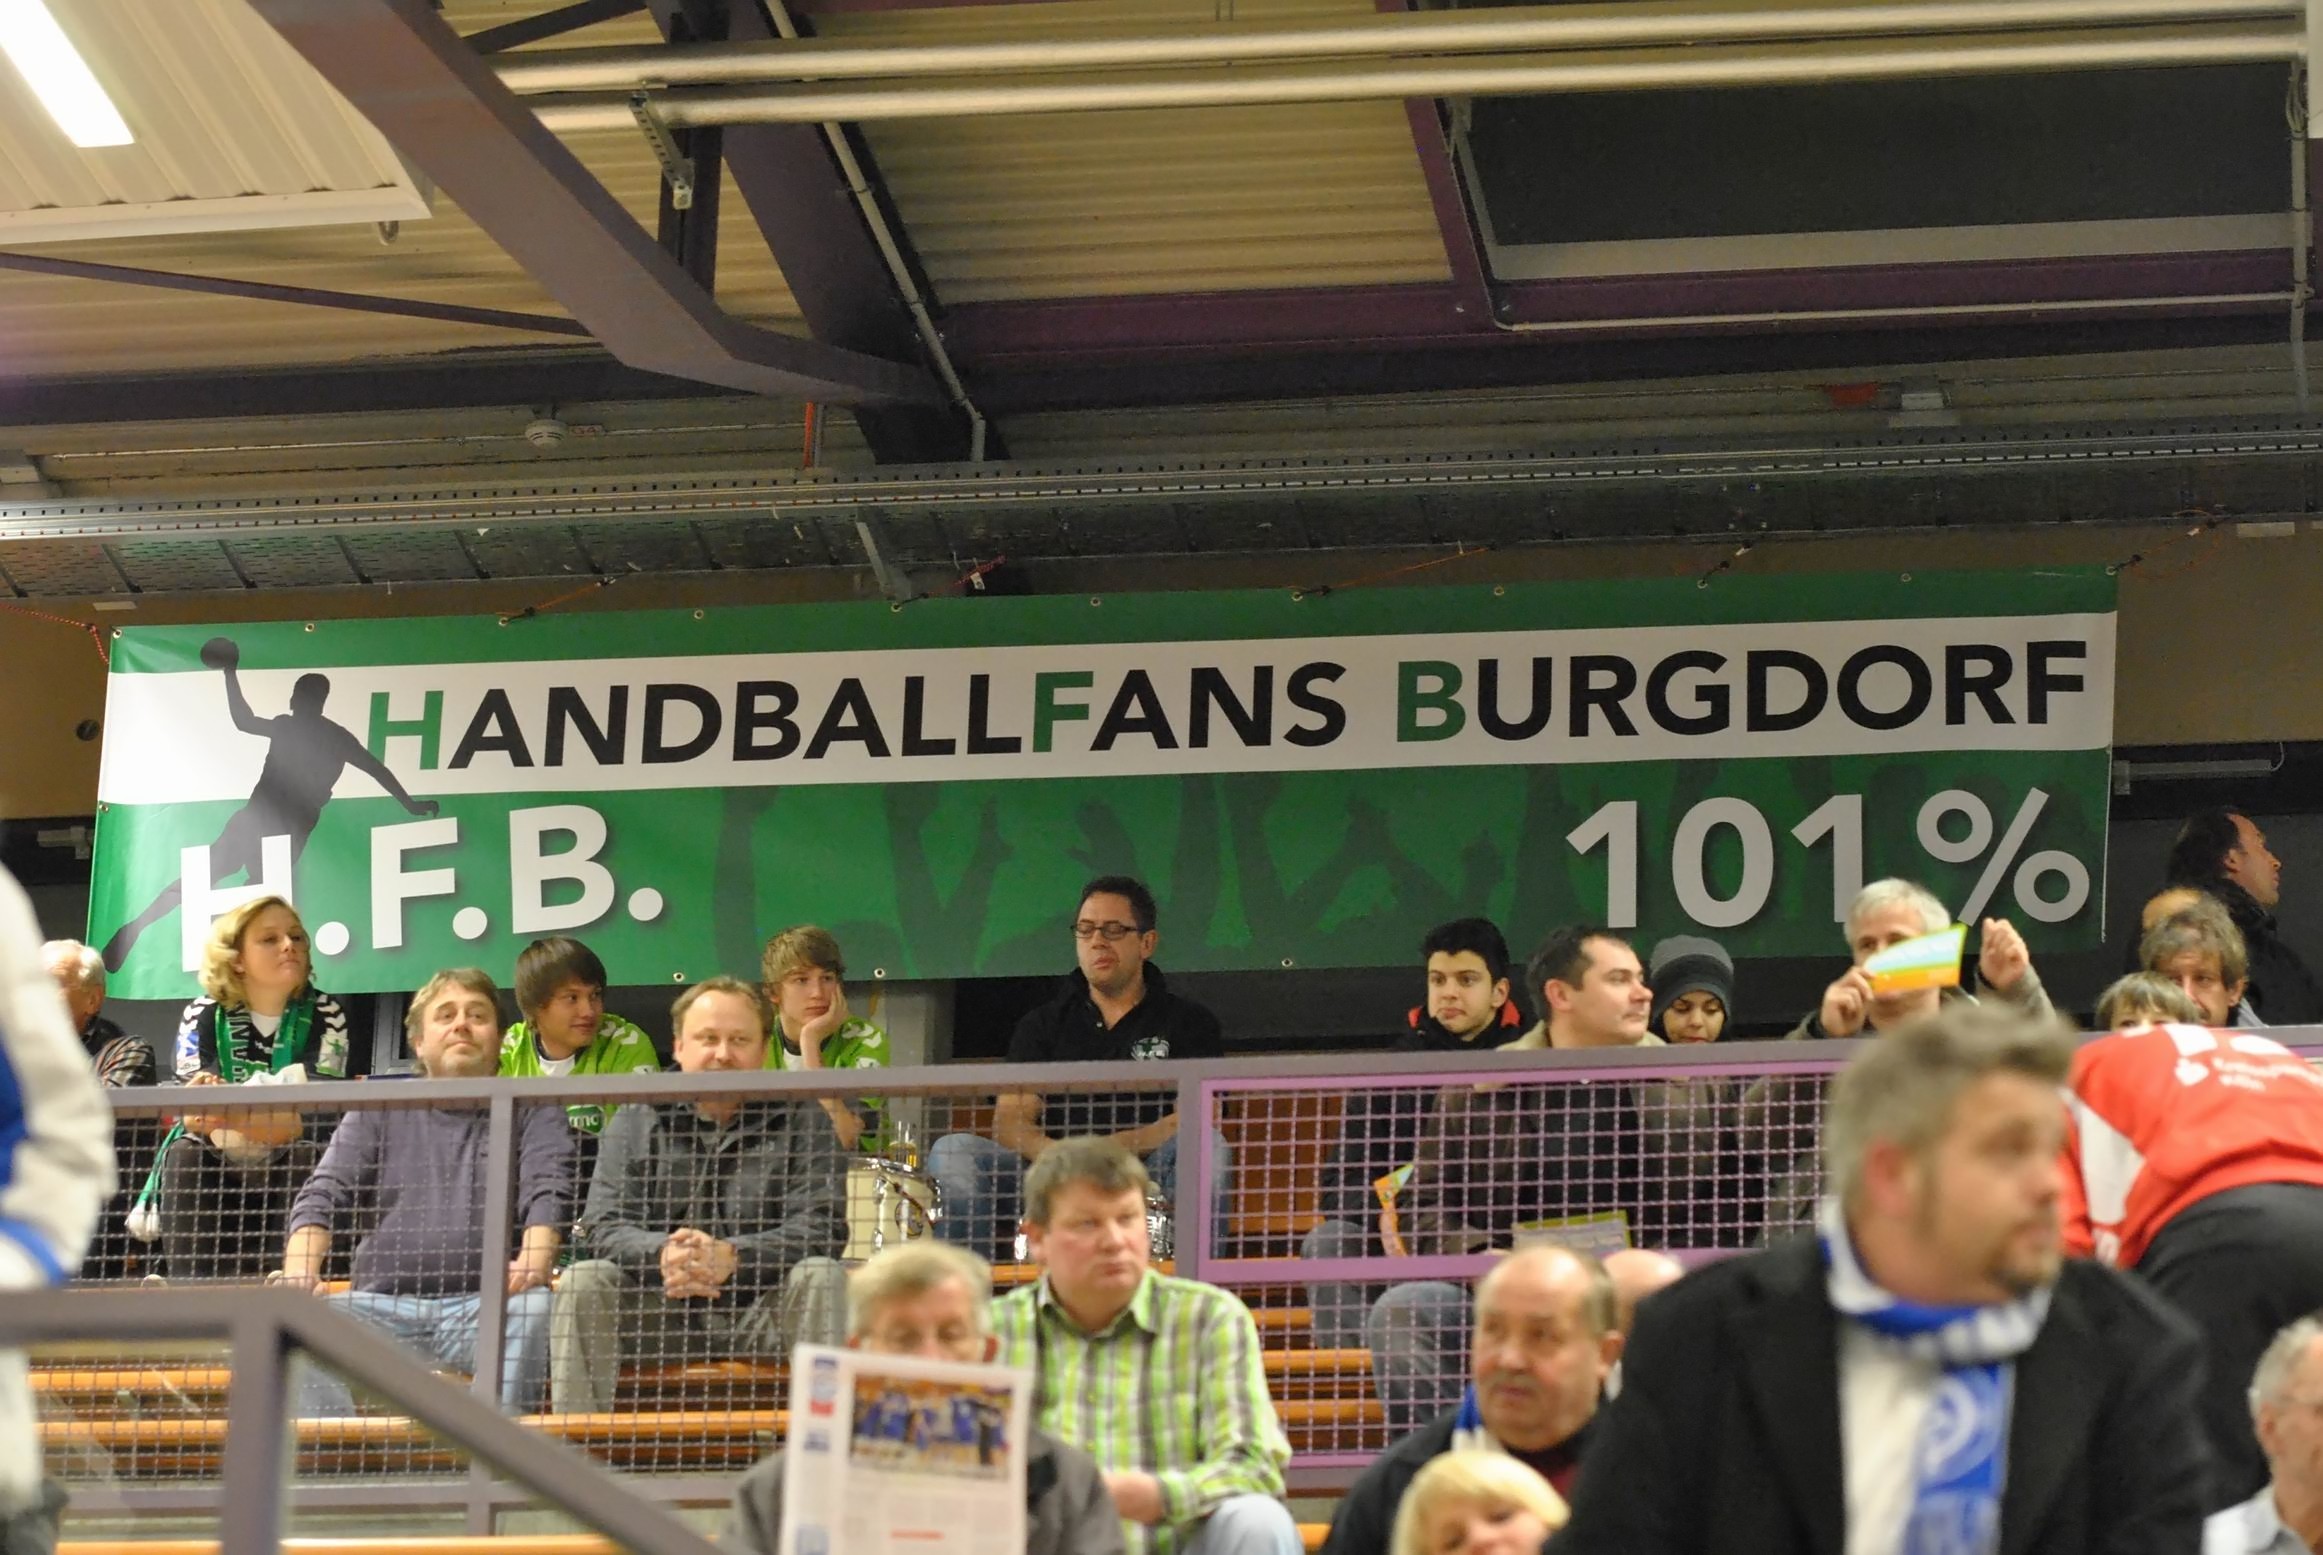 HANDBALLFANS BURGDORF
H.F.B.
101%